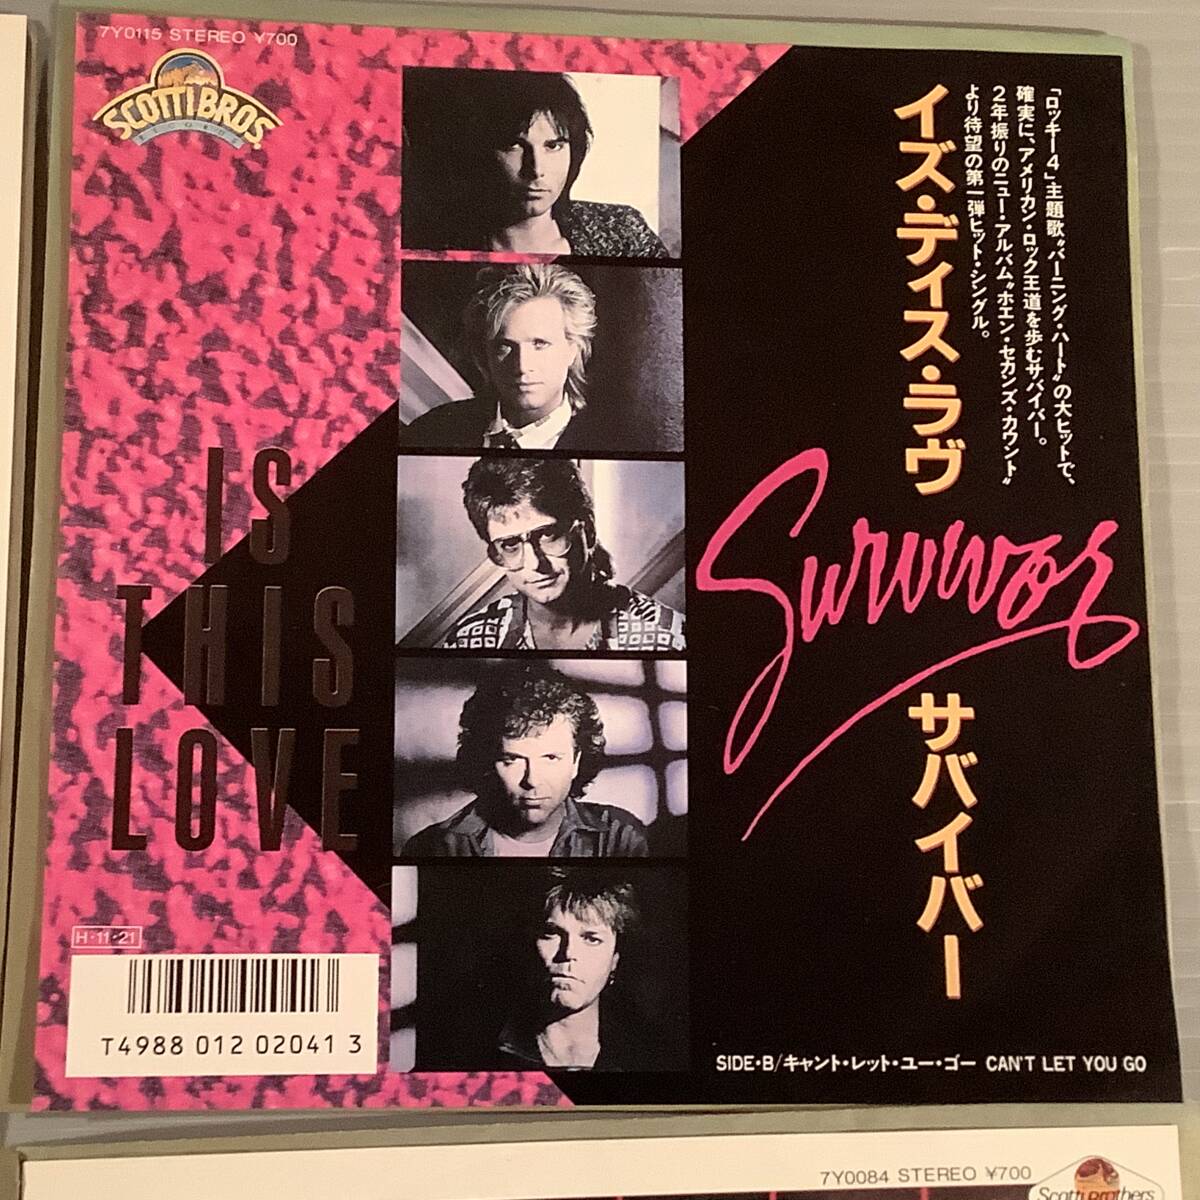 7Y0115 STEREO ¥700
SCOTTI BROS.
RECORDS
「ロッキー4」主題歌“バーニング・ハート”の大ヒットで、
確実に、アメリカン・ロック王道を歩むサバイバー。
2年振りのニュー・アルバム“ホエン・セカンズ・カウント”
より待望の第一弾ヒット・シングル。
イズ・ディス・ラヴ
Survivor
サバイバー
IS
THIS
LOVE
H・11・21
T4988 012 02041 3
SIDE・B/キャント・レット・ユー・ゴー CAN'T LET YOU GO
7Y0084 STEREO ¥700
Scotti Brothers